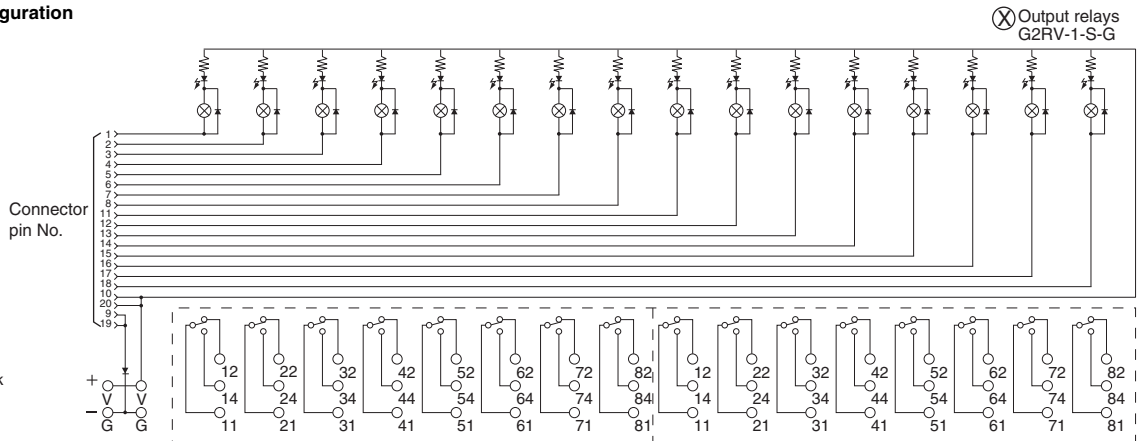 guration
Output relays
G2RV-1-S-G
Connector
pin No.
1
2
3
4
5
6
7
8
11
12
13
14
15
16
17
18
10
20
9
19
k
+ V V
− G G
12 22 32 42 52 62 72 82 12 22 32 42 52 62 72 82
14 24 34 44 54 64 74 84 14 24 34 44 54 64 74 84
11 21 31 41 51 61 71 81 11 21 31 41 51 61 71 81